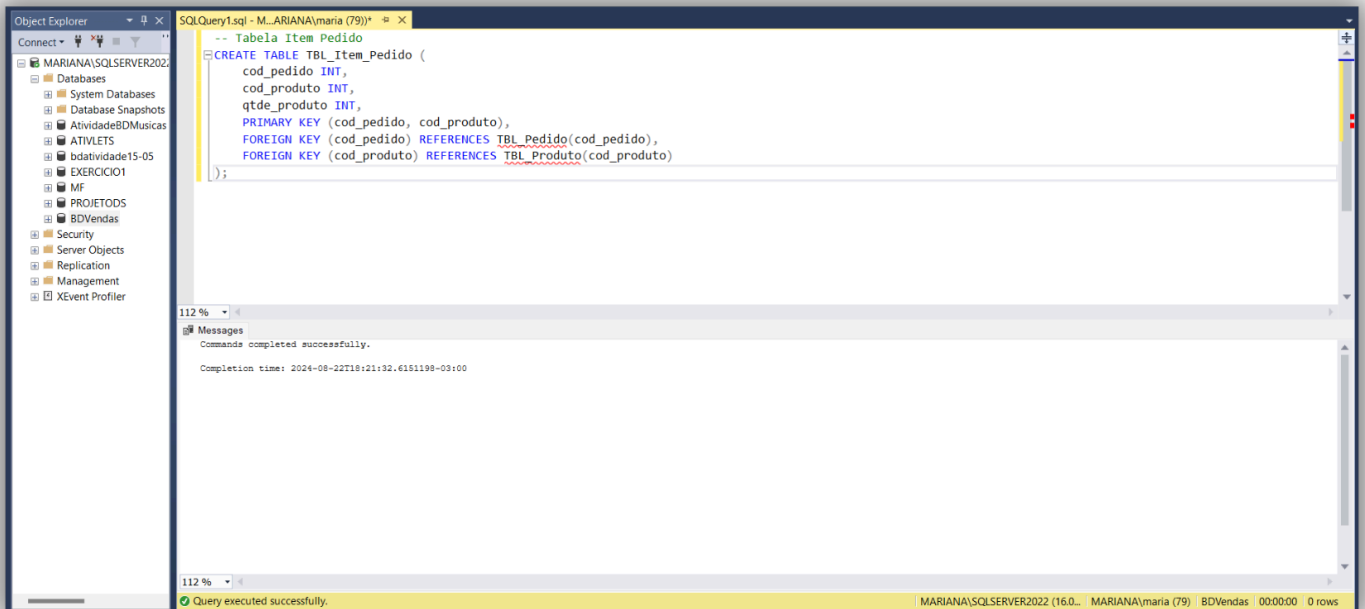 Object Explorer
Connect
MARIANA\SQLSERVER2022
Databases
System Databases
Database Snapshots
AtividadeBDMusicas
ATIVLETS
bdatividade15-05
EXERCICIO1
MF
PROJETODS
BDVendas
Security
Server Objects
Replication
Management
XEvent Profiler
SQLQuery1.sql - M...ARIANA\maria (79))*
-- Tabela Item Pedido
CREATE TABLE TBL_Item_Pedido (
cod_pedido INT,
cod_produto INT,
qtde_produto INT,
PRIMARY KEY (cod_pedido, cod_produto),
FOREIGN KEY (cod_pedido) REFERENCES TBL_Pedido(cod_pedido),
FOREIGN KEY (cod_produto) REFERENCES TBL_Produto(cod_produto)
);
112 %
Messages
Commands completed successfully.
Completion time: 2024-08-22T18:21:32.6151198-03:00
112 %
Query executed successfully.
MARIANA\SQLSERVER2022 (16.0... MARIANA\maria (79) BDVendas 00:00:00 0 rows